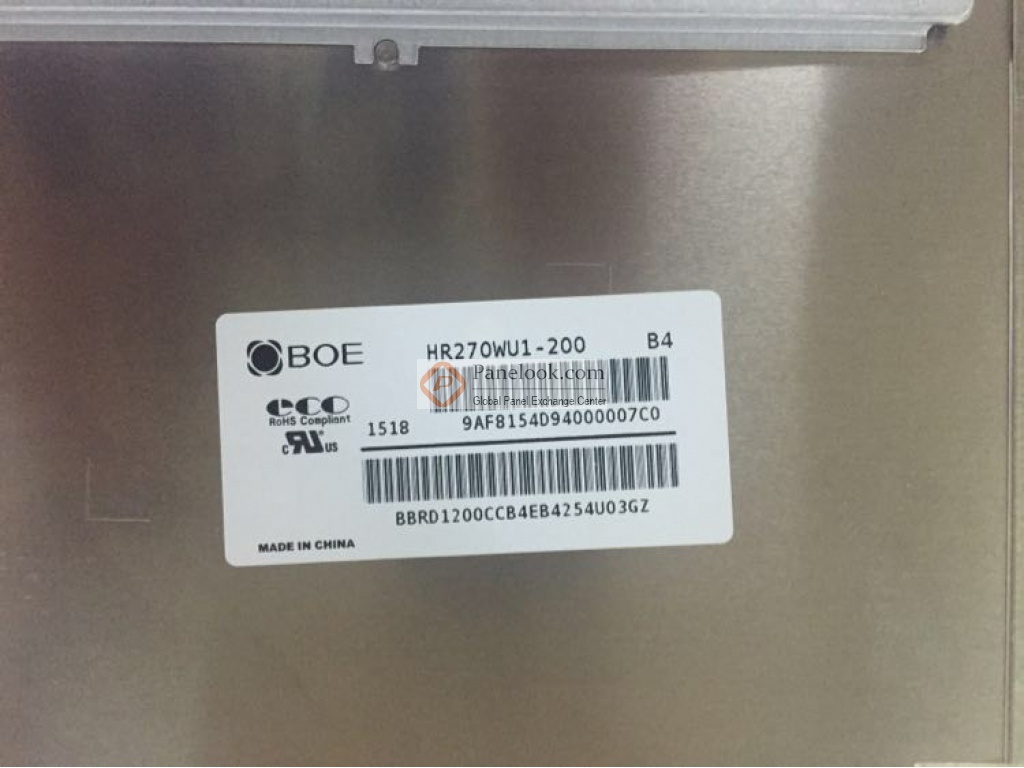 BOE
HR270WU1-200 B4
Panelook.com
Global Panel Exchange Center
eco
RoHS Compliant
1518 9AF8154D94000007C0
c RU US
BBRD1200CCB4EB4254U03GZ
MADE IN CHINA